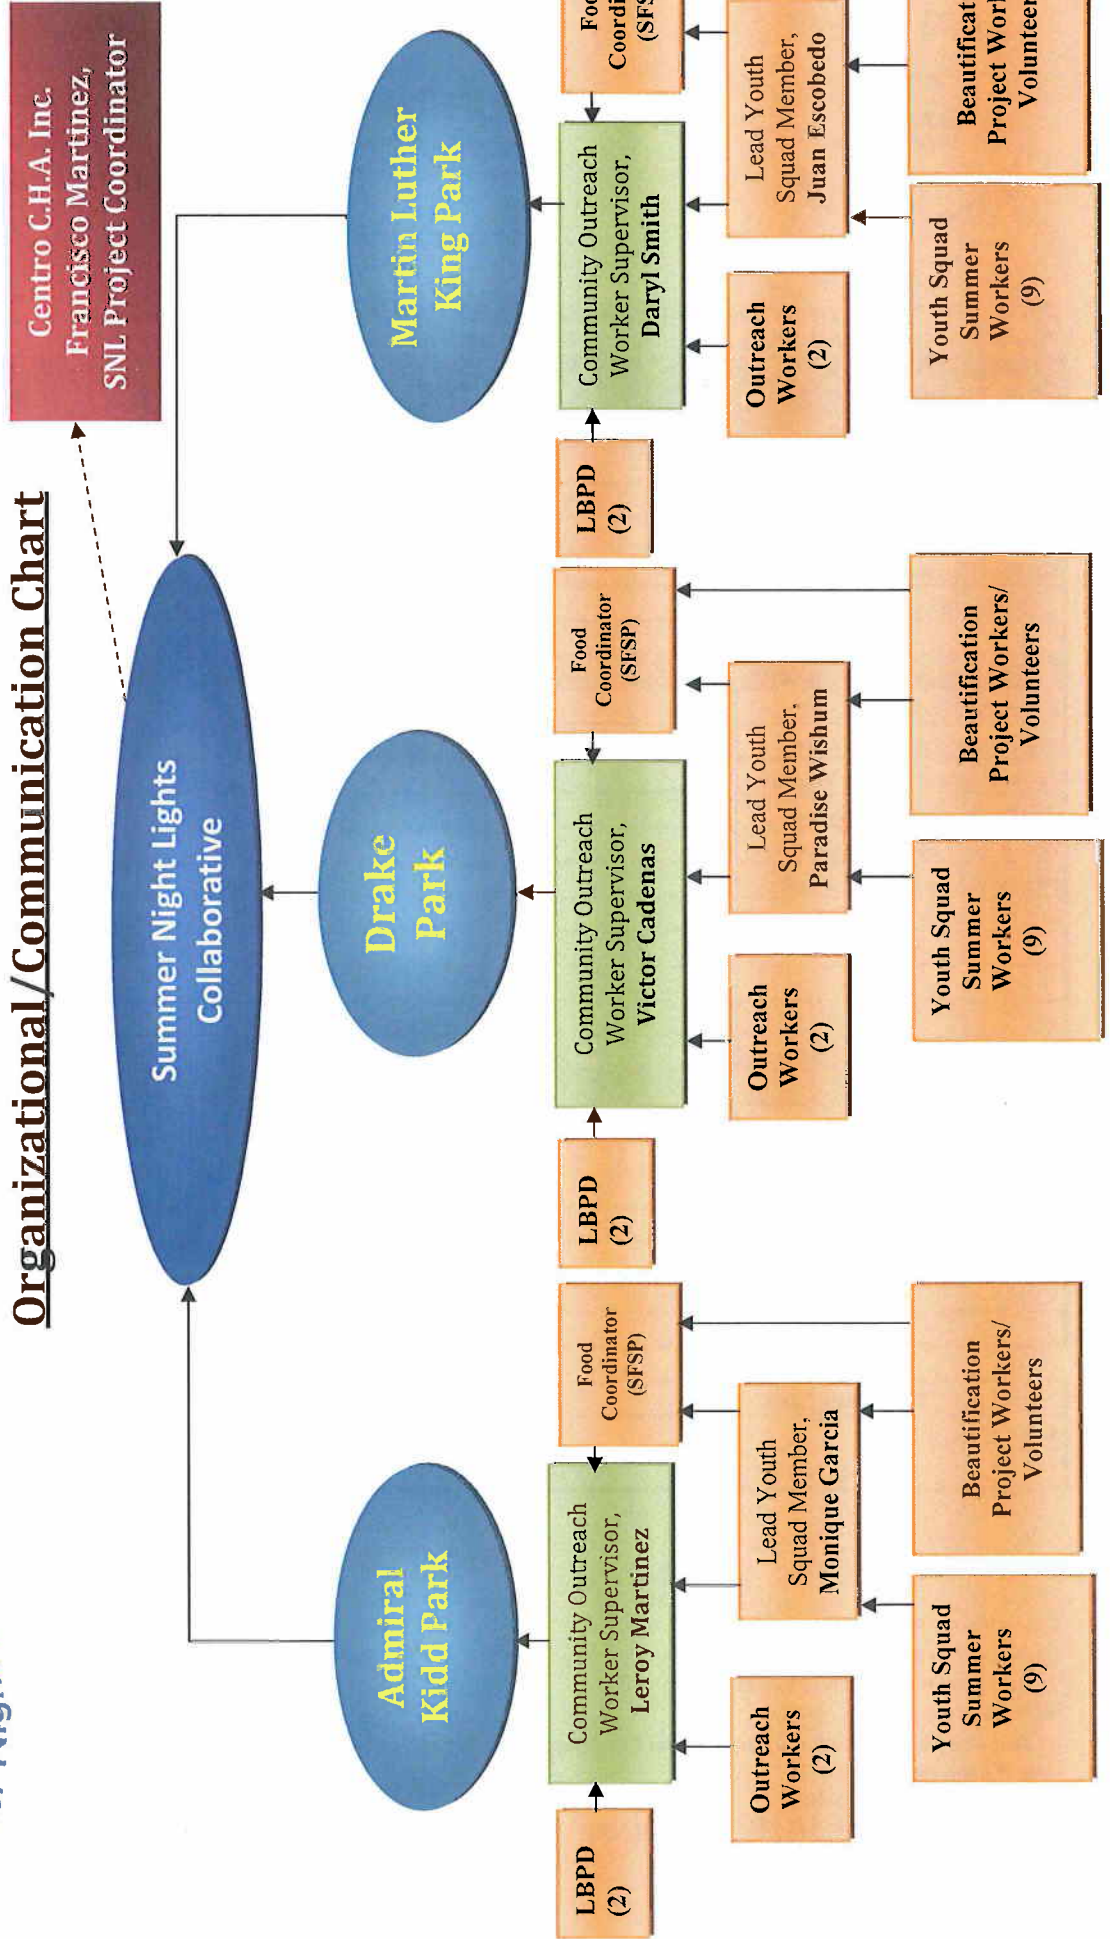 Night
Organizational/Communication Chart
Centro C.H.A. Inc.
Francisco Martinez,
SNL Project Coordinator
Summer Night Lights
Collaborative
Admiral
Kidd Park
Drake
Park
Martin Luther
King Park
LBPD
(2)
Community Outreach
Worker Supervisor,
Leroy Martinez
Food
Coordinator
(SFSP)
LBPD
(2)
Community Outreach
Worker Supervisor,
Victor Cadenas
Food
Coordinator
(SFSP)
LBPD
(2)
Community Outreach
Worker Supervisor,
Daryl Smith
Outreach
Workers
(2)
Lead Youth
Squad Member,
Monique Garcia
Outreach
Workers
(2)
Lead Youth
Squad Member,
Paradise Wishum
Outreach
Workers
(2)
Lead Youth
Squad Member,
Juan Escobedo
Youth Squad
Summer
Workers
(9)
Beautification
Project Workers/
Volunteers
Youth Squad
Summer
Workers
(9)
Beautification
Project Workers/
Volunteers
Youth Squad
Summer
Workers
(9)
Beautificat
Project Work
Volunteer